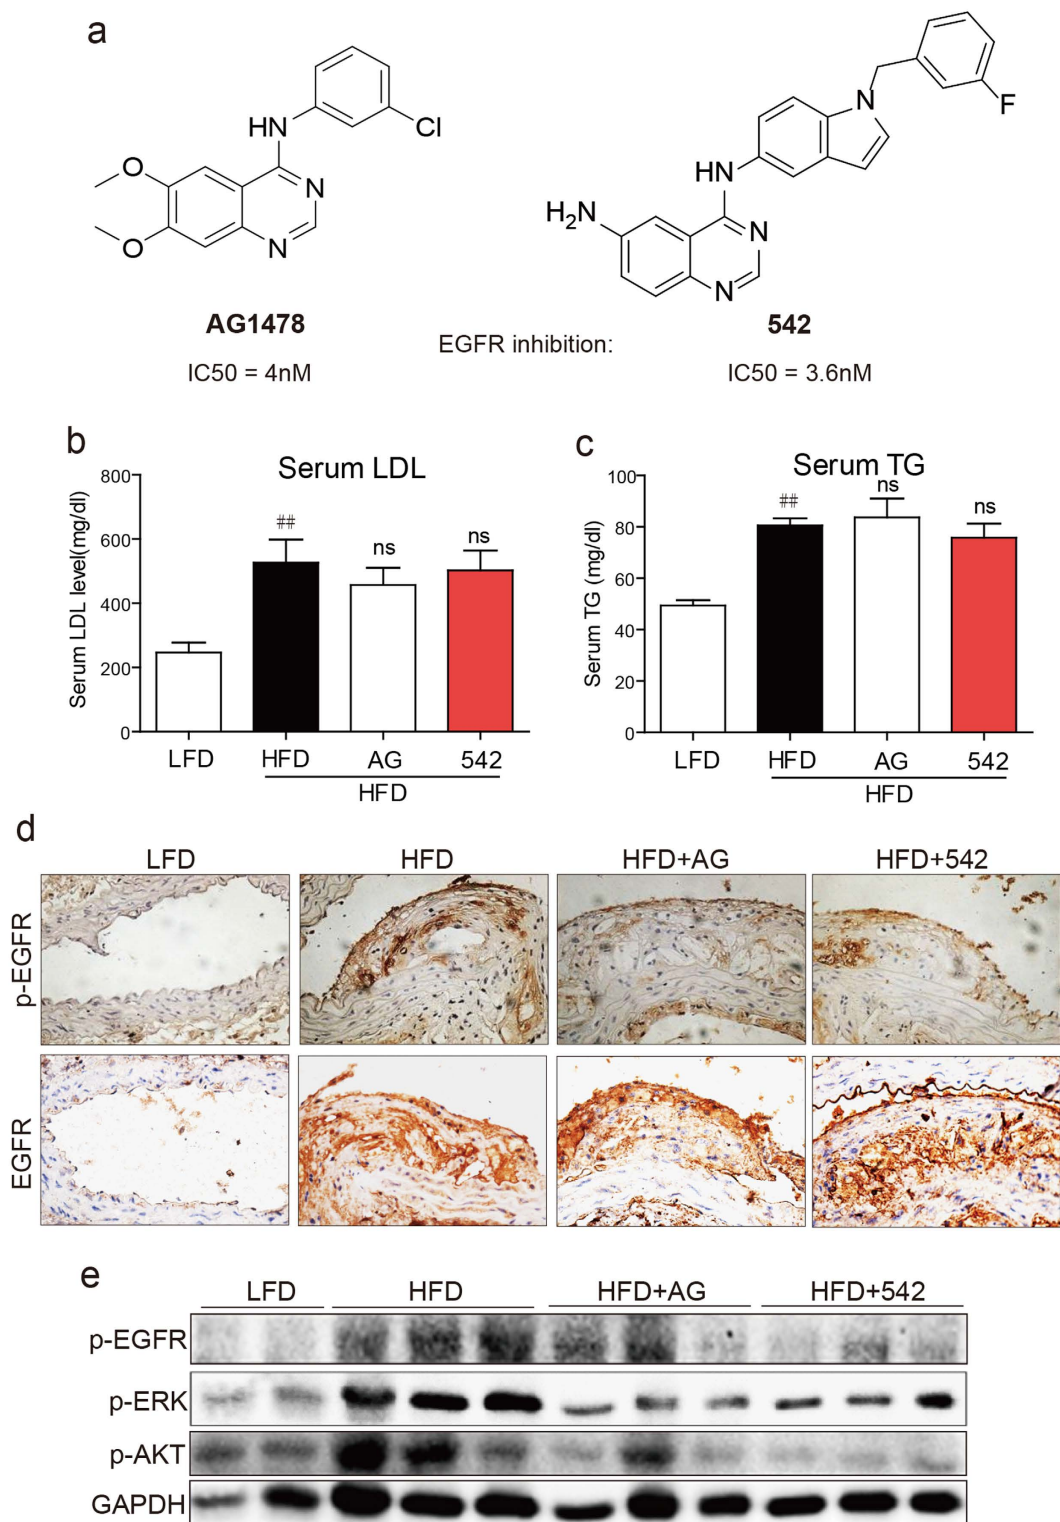 a
HN
Cl
O
O
N
N
N
F
HN
H2N
N
N
AG1478
542
EGFR inhibition:
IC50 = 4nM
IC50 = 3.6nM
b
Serum LDL
Serum LDL level(mg/dl)
800
600
400
200
0
##
ns
ns
LFD
HFD
AG
542
HFD
c
Serum TG
Serum TG (mg/dl)
100
80
60
40
20
0
##
ns
ns
LFD
HFD
AG
542
HFD
d
LFD
HFD
HFD+AG
HFD+542
p-EGFR
EGFR
e
LFD
HFD
HFD+AG
HFD+542
p-EGFR
p-ERK
p-AKT
GAPDH